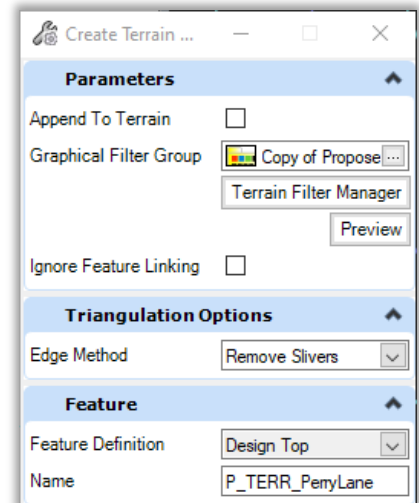 Create Terrain ...
Parameters
Append To Terrain
Graphical Filter Group Copy of Propose ...
Terrain Filter Manager
Preview
Ignore Feature Linking
Triangulation Options
Edge Method Remove Slivers
Feature
Feature Definition Design Top
Name P_TERR_PerryLane